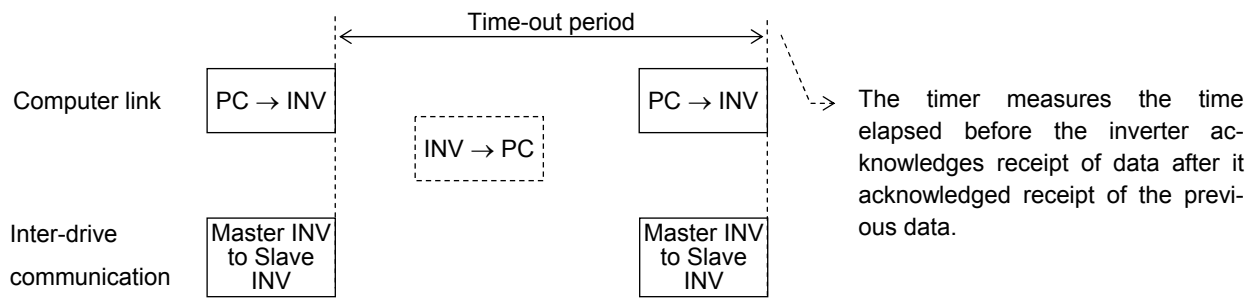 Time-out period
Computer link
PC → INV
PC → INV
INV → PC
The timer measures the time
elapsed before the inverter ac-
knowledges receipt of data after it
acknowledged receipt of the previ-
ous data.
Inter-drive
communication
Master INV
to Slave
INV
Master INV
to Slave
INV